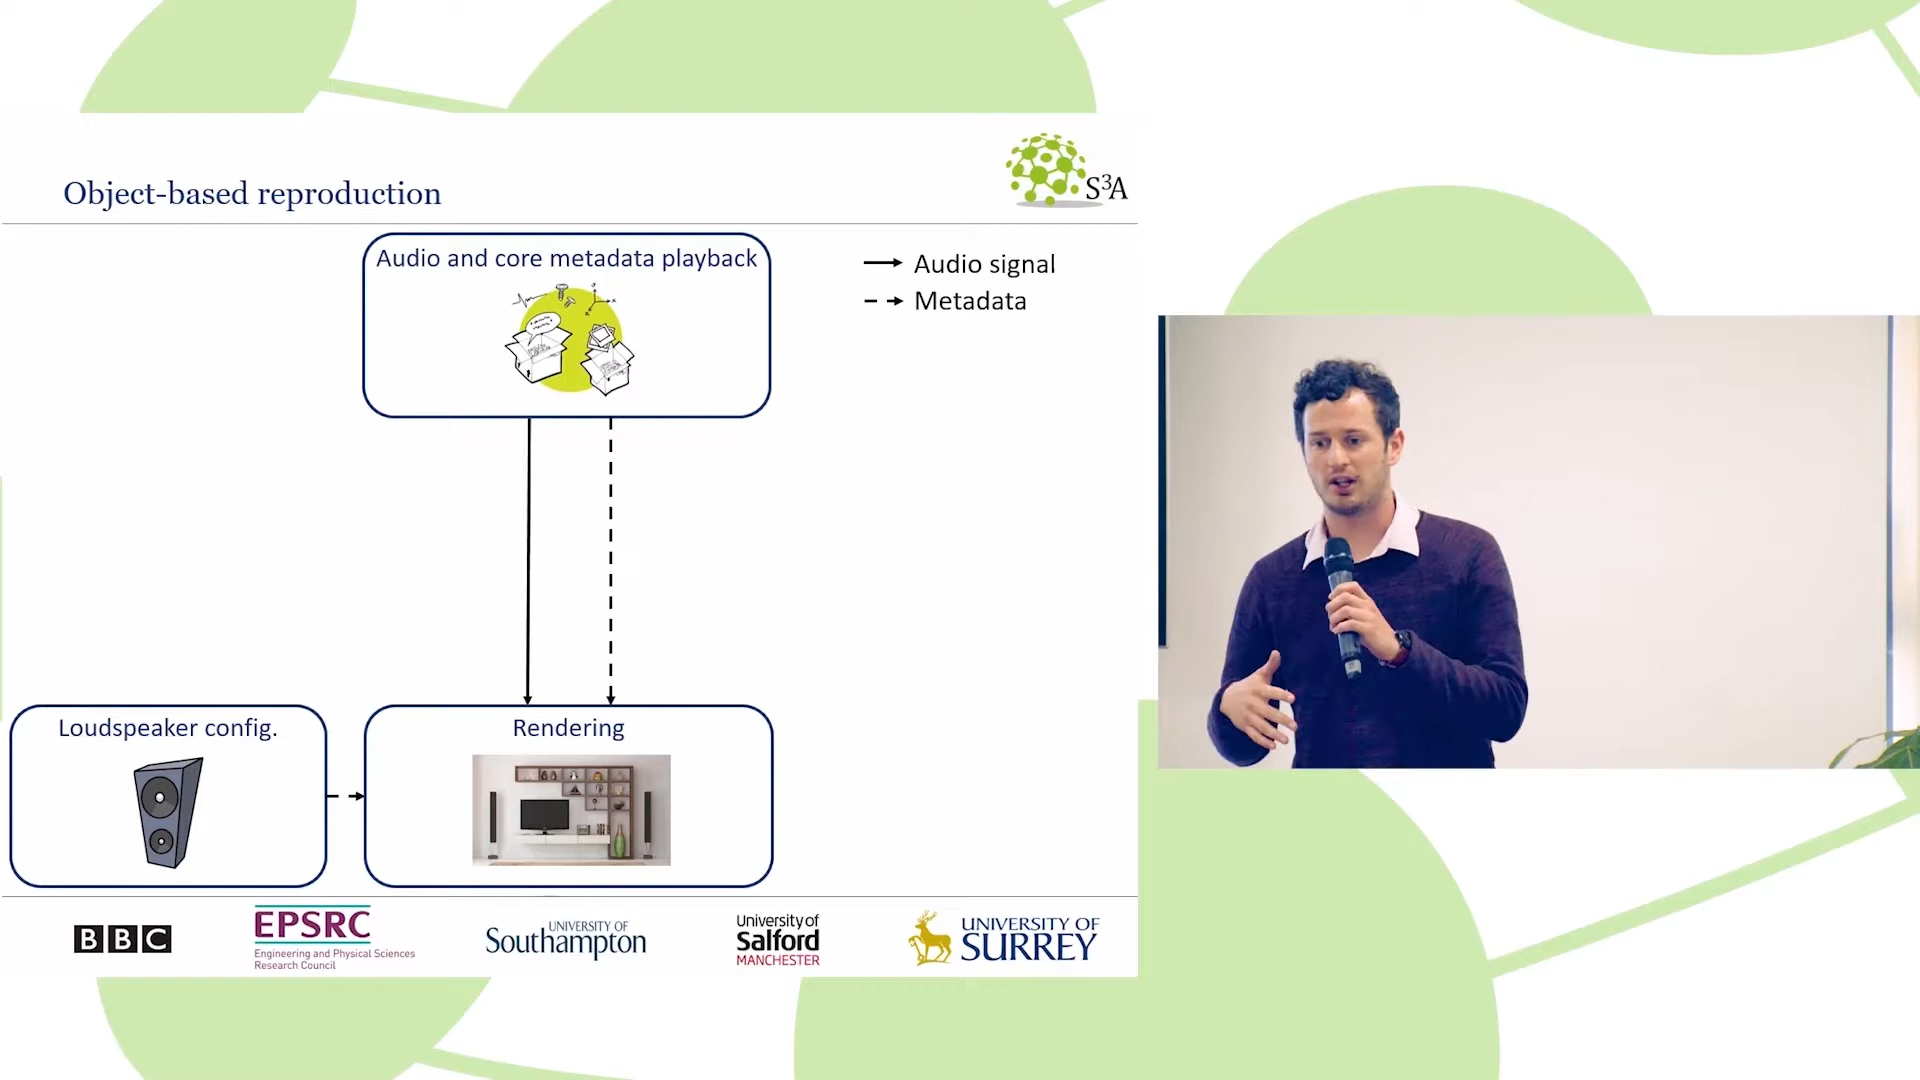 Object-based reproduction
S³A
Audio and core metadata playback
Audio signal
Metadata
Loudspeaker config.
Rendering
BBC
EPSRC
Engineering and Physical Sciences
Research Council
UNIVERSITY OF
Southampton
University of
Salford
MANCHESTER
UNIVERSITY OF
SURREY